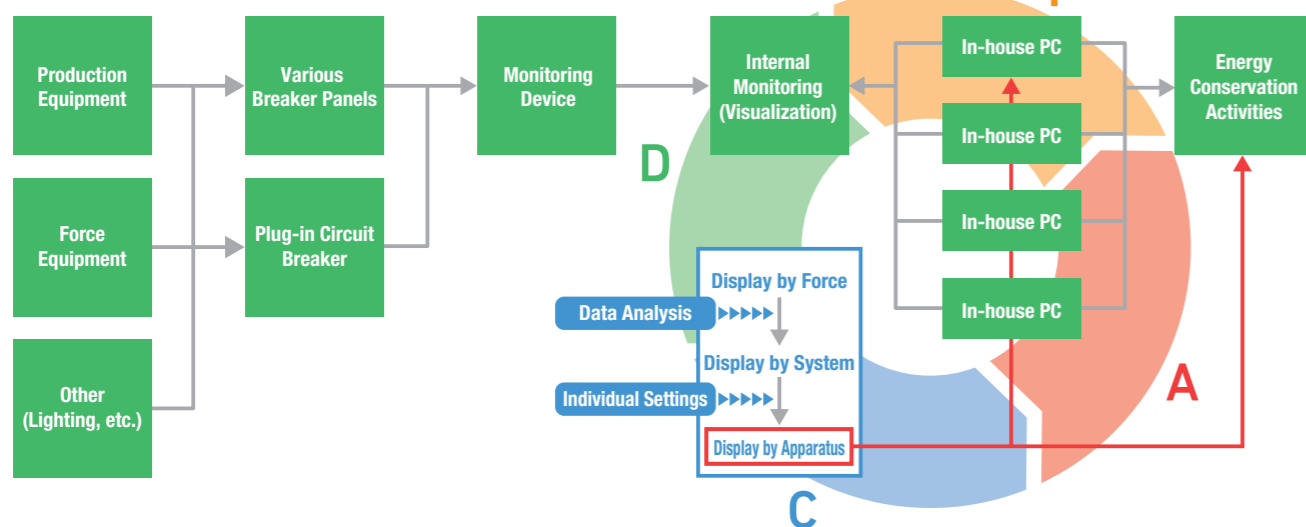 Production
Equipment
Various
Breaker Panels
Monitoring
Device
Internal
Monitoring
(Visualization)
In-house PC
Energy
Conservation
Activities
In-house PC
D
Force
Equipment
Plug-in Circuit
Breaker
In-house PC
Display by Force
Data Analysis
In-house PC
Display by System
Individual Settings
A
Other
(Lighting, etc.)
Display by Apparatus
C